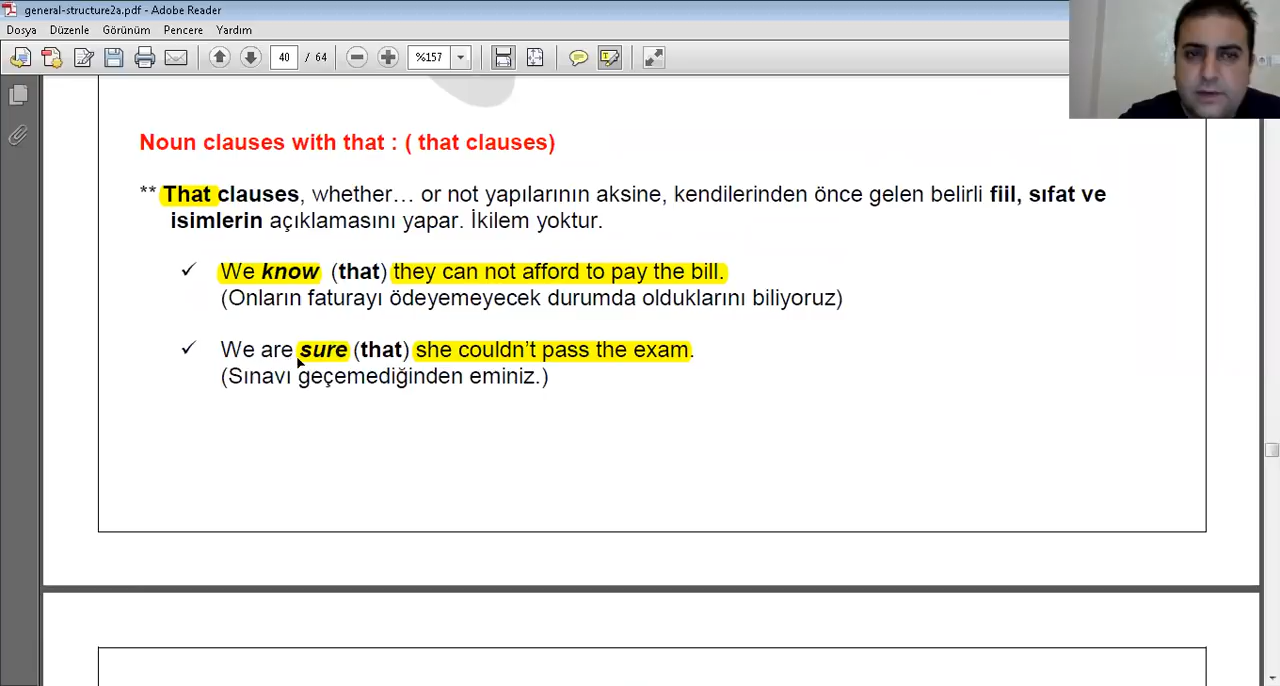 general-structure2a.pdf - Adobe Reader
Dosya Düzenle Görünüm Pencere Yardım
40 / 64 %157
Noun clauses with that : ( that clauses)
** That clauses, whether… or not yapılarının aksine, kendilerinden önce gelen belirli fiil, sıfat ve
isimlerin açıklamasını yapar. İkilem yoktur.
✓ We know (that) they can not afford to pay the bill.
(Onların faturayı ödeyemeyecek durumda olduklarını biliyoruz)
✓ We are sure (that) she couldn’t pass the exam.
(Sınavı geçemediğinden eminiz.)